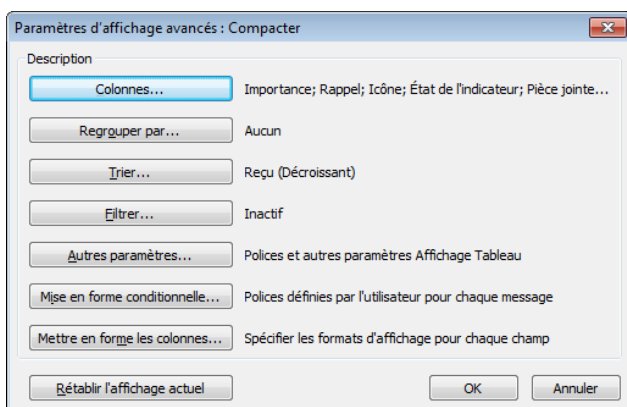 Paramètres d'affichage avancés : Compacter
Description
Colonnes... Importance; Rappel; Icône; État de l'indicateur; Pièce jointe...
Regrouper par... Aucun
Trier... Reçu (Décroissant)
Filtrer... Inactif
Autres paramètres... Polices et autres paramètres Affichage Tableau
Mise en forme conditionnelle... Polices définies par l'utilisateur pour chaque message
Mettre en forme les colonnes... Spécifier les formats d'affichage pour chaque champ
Rétablir l'affichage actuel OK Annuler